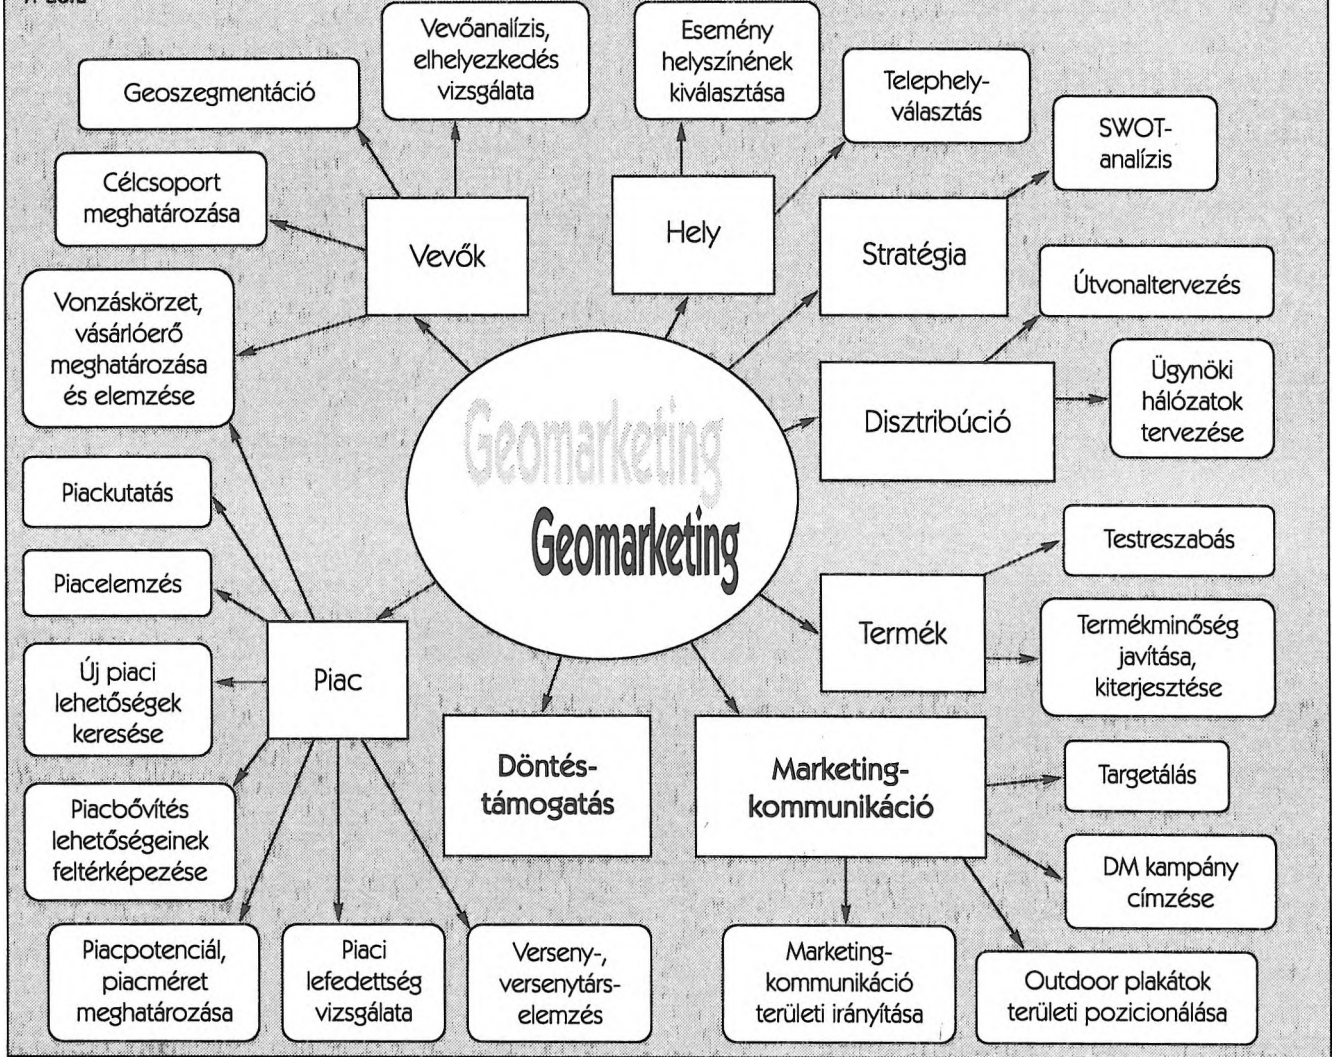 Vevőanalízis,
elhelyezkedés
vizsgálata
Esemény
helyszínének
kiválasztása
Telephely-
választás
SWOT-
analízis
Geoszegmentáció
Célcsoport
meghatározása
Vevők
Hely
Stratégia
Útvonaltervezés
Vonzáskörzet,
vásárlóerő
meghatározása
és elemzése
Disztribúció
Ügynöki
hálózatok
tervezése
Geomarketing
Geomarketing
Piackutatás
Piacelemzés
Új piaci
lehetőségek
keresése
Piac
Termék
Testreszabás
Termékminőség
javítása,
kiterjesztése
Döntés-
támogatás
Marketing-
kommunikáció
Targetálás
DM kampány
címzése
Piacbővítés
lehetőségeinek
feltérképezése
Piacpotenciál,
piacméret
meghatározása
Piaci
lefedettség
vizsgálata
Verseny-,
versenytárs-
elemzés
Marketing-
kommunikáció
területi irányítása
Outdoor plakátok
területi pozicionálása